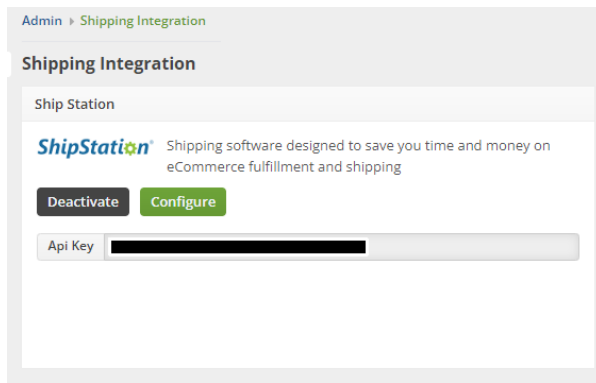 Admin Shipping Integration
Shipping Integration
Ship Station
ShipStation®
Shipping software designed to save you time and money on
eCommerce fulfillment and shipping
Deactivate
Configure
Api Key